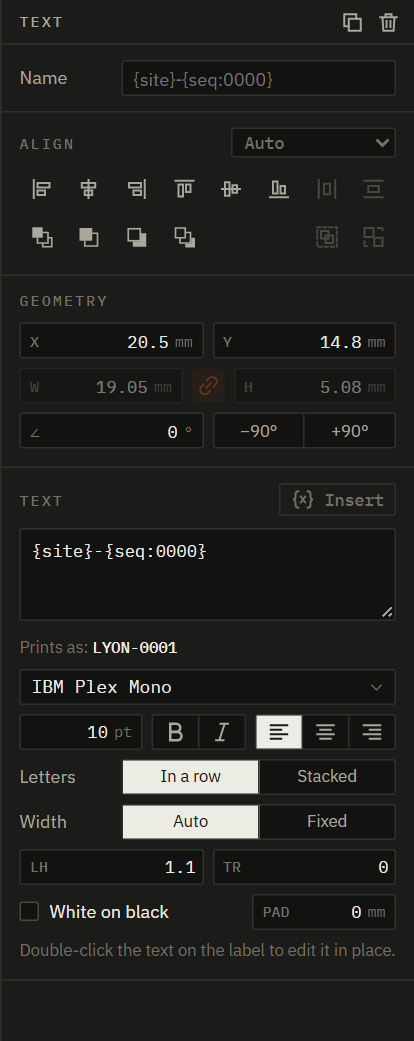 TEXT
Name {site}-{seq:0000}
ALIGN Auto
GEOMETRY
X 20.5 mm Y 14.8 mm
W 19.05 mm H 5.08 mm
∠ 0 ° −90° +90°
TEXT {x} Insert
{site}-{seq:0000}
Prints as: LYON-0001
IBM Plex Mono
10 pt B I
Letters In a row Stacked
Width Auto Fixed
LH 1.1 TR 0
White on black PAD 0 mm
Double-click the text on the label to edit it in place.